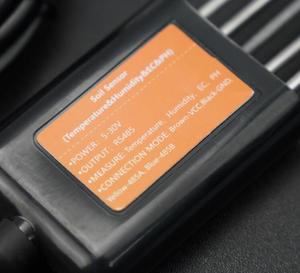 Soil Sensor
(Temperature&Humidity&EC&PH)
•POWER : 5-30V
•OUTPUT : RS485
•MEASURE: Temperature, Humidity, EC, PH
•CONNECTION MODE: Brown-VCC,Black-GND,
Yellow-485A, Blue-485B